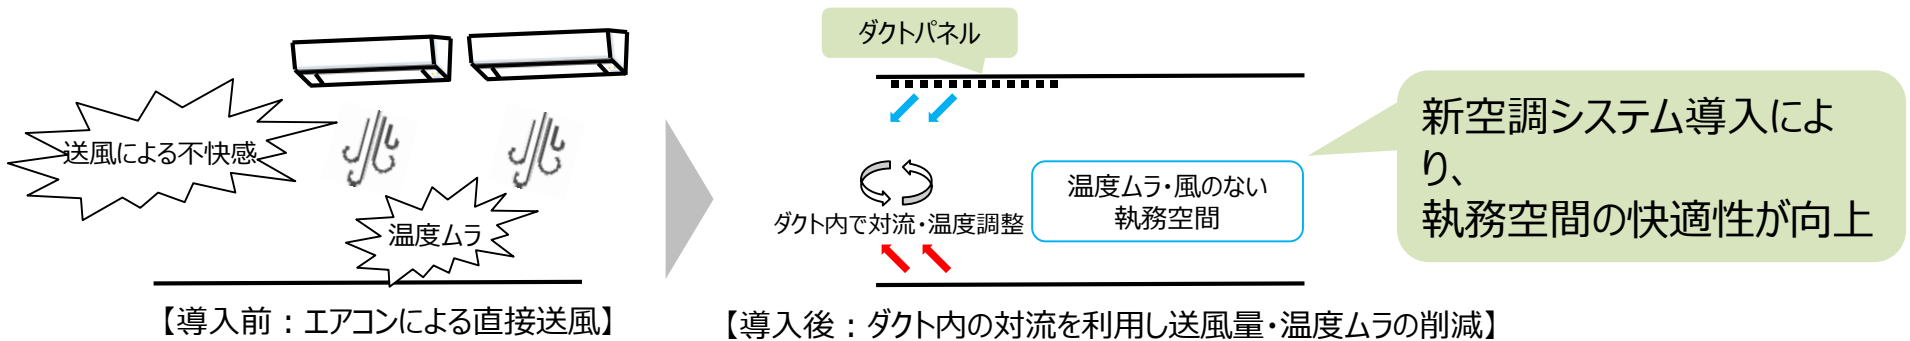 送風による不快感
温度ムラ
【導入前：エアコンによる直接送風】
ダクトパネル
ダクト内で対流・温度調整
温度ムラ・風のない
執務空間
【導入後：ダクト内の対流を利用し送風量・温度ムラの削減】
新空調システム導入によ
り、
執務空間の快適性が向上